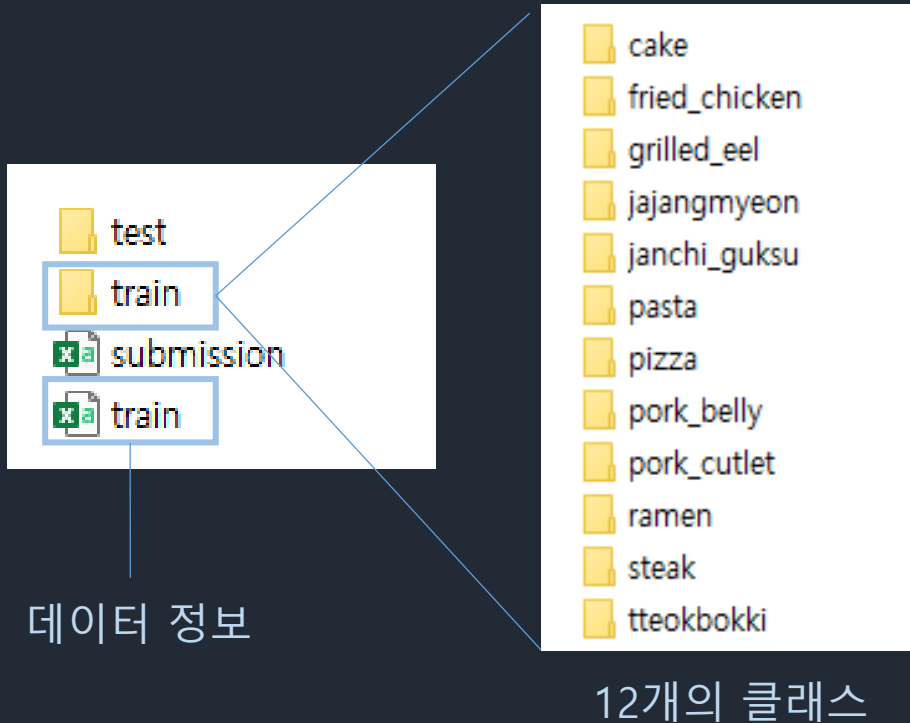 test
train
submission
train
데이터 정보
cake
fried_chicken
grilled_eel
jajangmyeon
janchi_guksu
pasta
pizza
pork_belly
pork_cutlet
ramen
steak
tteokbokki
12개의 클래스